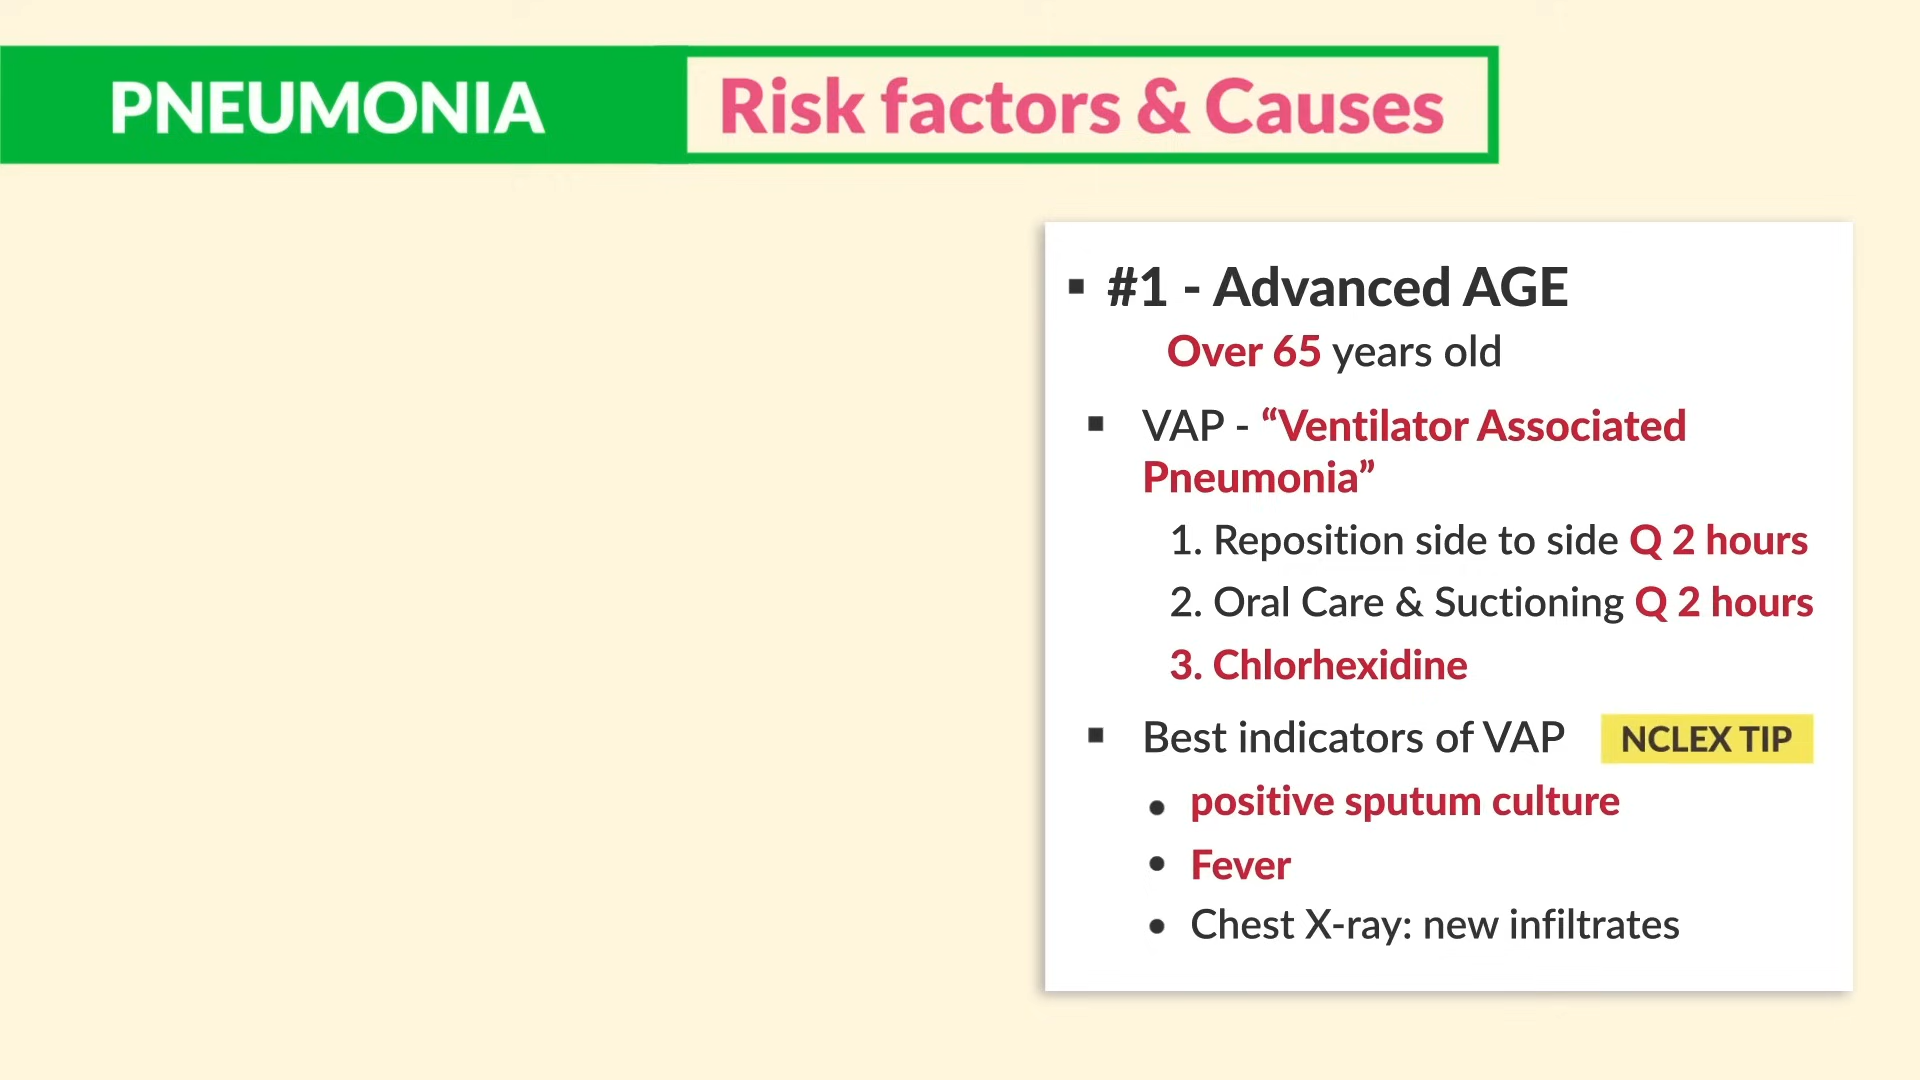 PNEUMONIA Risk factors & Causes
▪ #1 - Advanced AGE
Over 65 years old
▪ VAP - “Ventilator Associated
Pneumonia”
1. Reposition side to side Q 2 hours
2. Oral Care & Suctioning Q 2 hours
3. Chlorhexidine
▪ Best indicators of VAP NCLEX TIP
• positive sputum culture
• Fever
• Chest X-ray: new infiltrates